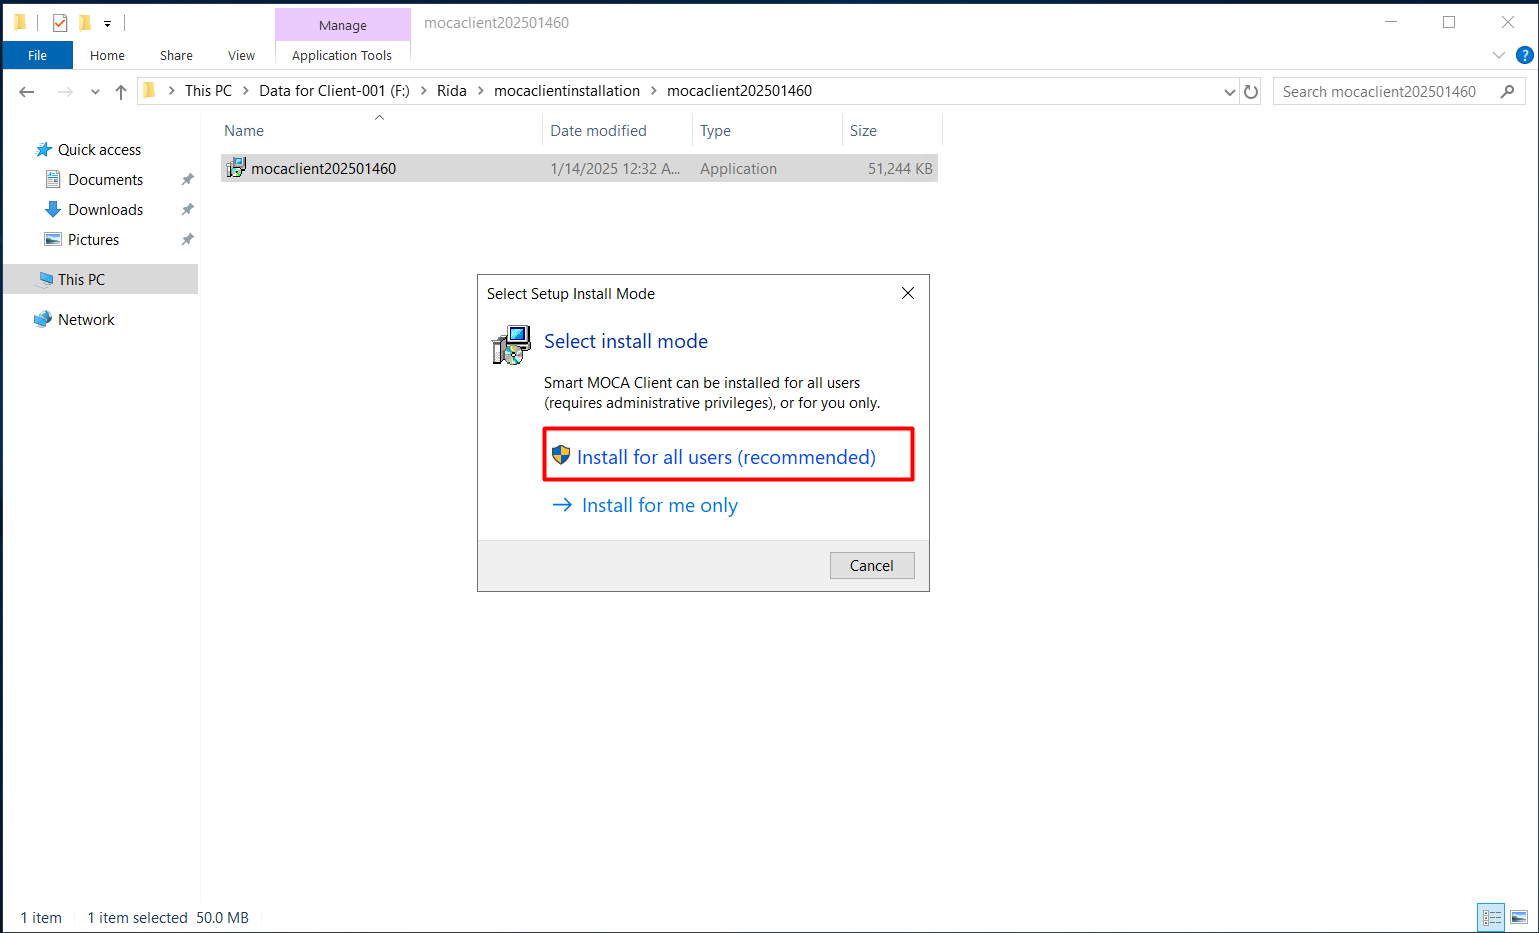 Manage
mocaclient202501460
File
Home
Share
View
Application Tools
?
This PC
Data for Client-001 (F:)
Rida
mocaclientinstallation
mocaclient202501460
Search mocaclient202501460
Name
Date modified
Type
Size
Quick access
Documents
Downloads
Pictures
This PC
Network
mocaclient202501460
1/14/2025 12:32 A...
Application
51,244 KB
Select Setup Install Mode
Select install mode
Smart MOCA Client can be installed for all users
(requires administrative privileges), or for you only.
Install for all users (recommended)
Install for me only
Cancel
1 item
1 item selected
50.0 MB